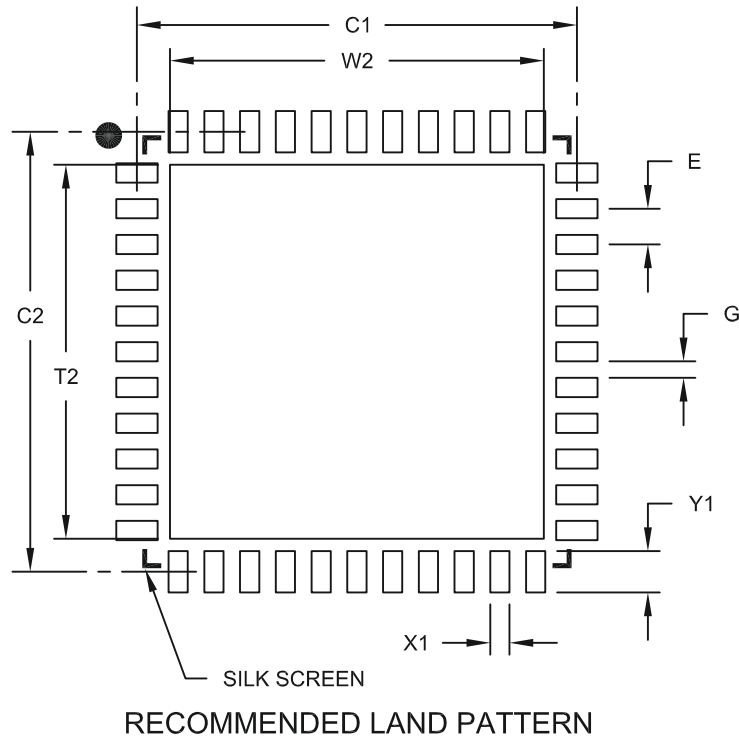 C1
W2
E
G
C2
T2
Y1
X1
SILK SCREEN
RECOMMENDED LAND PATTERN